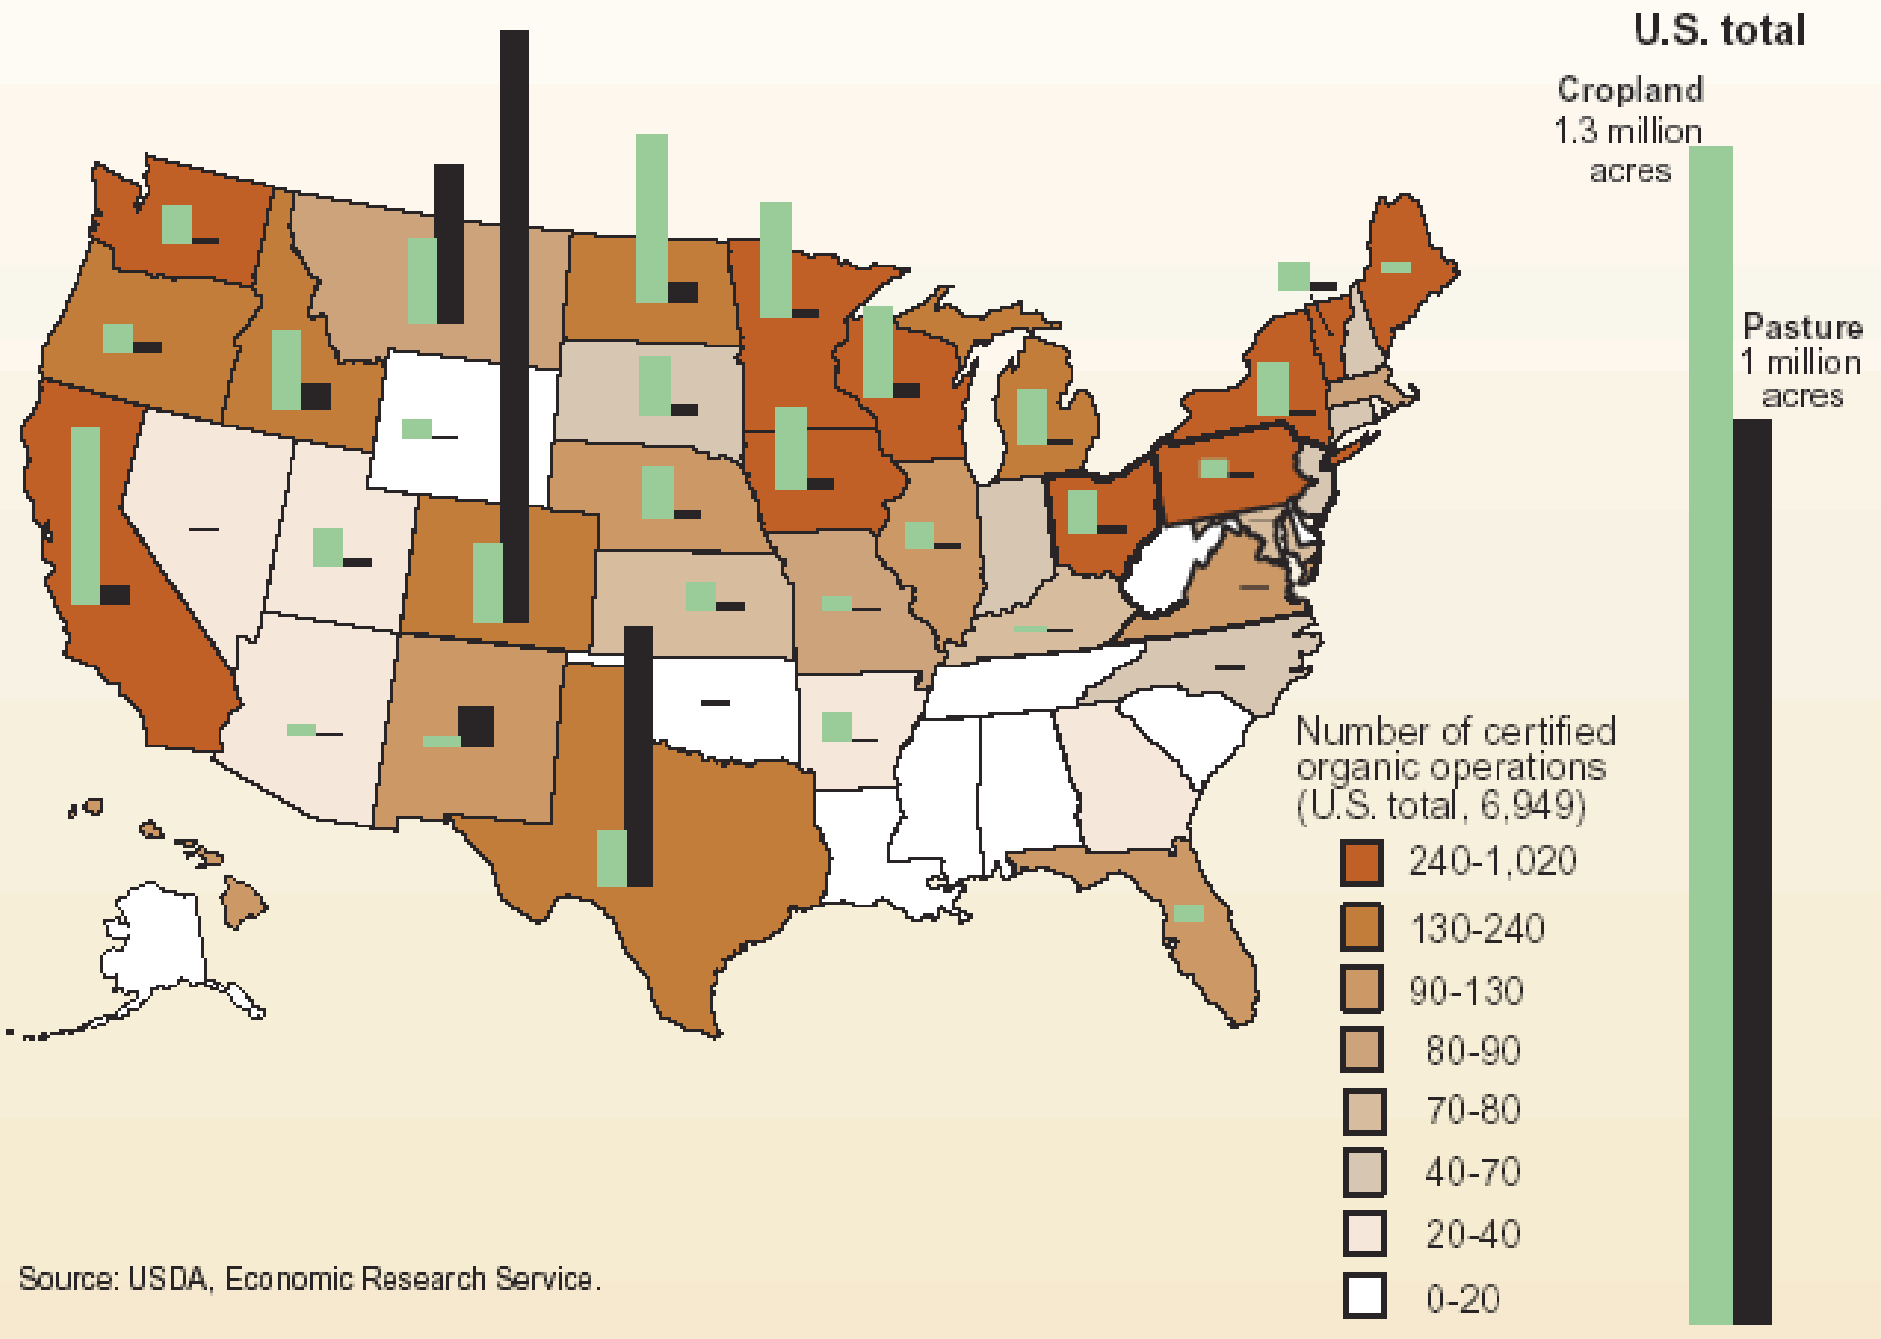 U.S. total
Cropland
1.3 million
acres
Pasture
1 million
acres
Number of certified
organic operations
(U.S. total, 6,949)
240-1,020
130-240
90-130
80-90
70-80
40-70
20-40
0-20
Source: USDA, Economic Research Service.